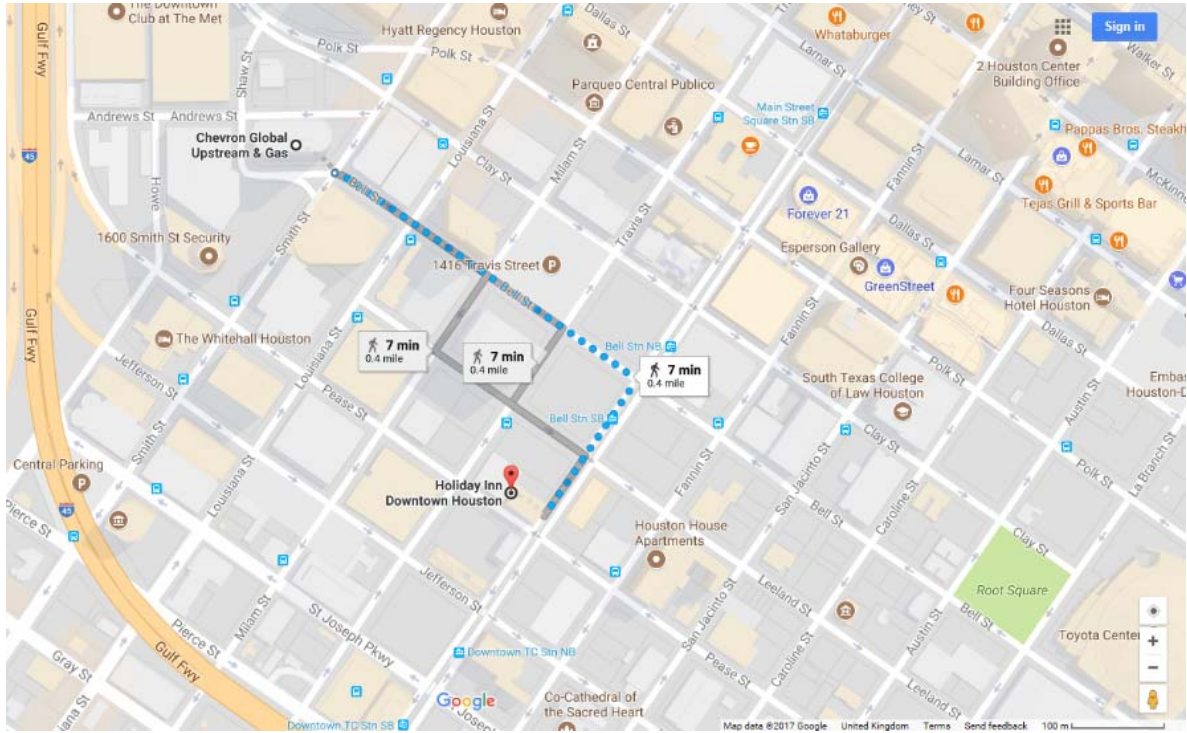 The Downtown
Club at The Met
Hyatt Regency Houston
Gulf Fwy
Shaw St
Polk St
Polk St
Dallas St
Dallas St
Whataburger
Lamar St
Sign in
Walker St
2 Houston Center
Building Office
Parqueo Central Publico
Main Street
Square Stn SB
Andrews St
Andrews St
Chevron Global
Upstream & Gas
Louisiana St
Clay St
Milam St
Fannin St
Lamar St
Pappas Bros. Steakh
McKinne
45
Howe
Bell St
Travis St
Forever 21
Dallas St
Tejas Grill & Sports Bar
1600 Smith St Security
Smith St
1416 Travis Street
P
Bell St
Esperson Gallery
GreenStreet
Four Seasons
Hotel Houston
Gulf Fwy
The Whitehall Houston
Louisiana St
7 min
0.4 mile
7 min
0.4 mile
Bell Stn NB
7 min
0.4 mile
Fannin St
Dallas St
Polk St
Jefferson St
Pease St
South Texas College
of Law Houston
Austin St
Embas
Houston-D
Smith St
Bell Stn SB
Clay St
Polk St
La Branch St
Central Parking
P
Louisiana St
Holiday Inn
Downtown Houston
Fannin St
San Jacinto St
Caroline St
Bell St
Pierce St
45
Houston House
Apartments
Clay St
Jefferson St
Leeland St
Root Square
Milam St
St Joseph Pkwy
San Jacinto St
Austin St
Bell St
Toyota Center
Pierce St
Gulf Fwy
Downtown TC Stn NB
Pease St
Caroline St
Leeland St
Gray St
Google
Co-Cathedral of
the Sacred Heart
Downtown TC Stn SB
Map data ©2017 Google United Kingdom Terms Send feedback 100 m